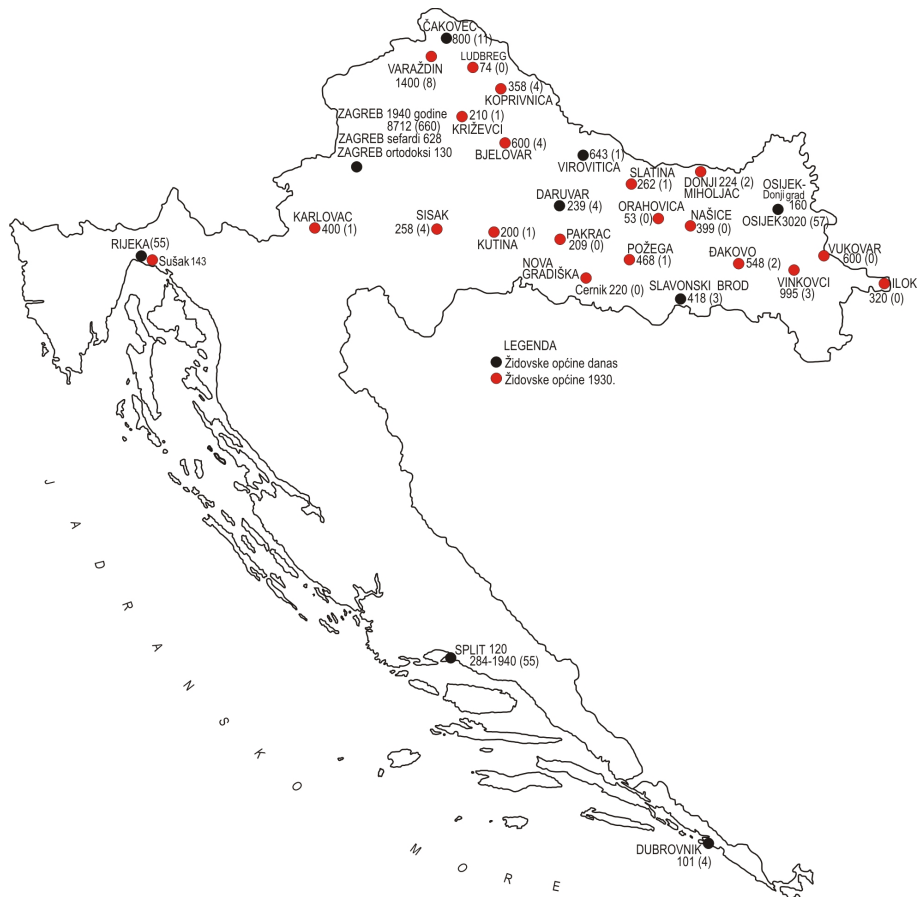 ČAKOVEC
800 (11)
VARAŽDIN
1400 (8)
LUDBREG
74 (0)
358 (4)
KOPRIVNICA
ZAGREB 1940 godine
8712 (660)
ZAGREB sefardi 628
ZAGREB ortodoksi 130
210 (1)
KRIŽEVCI
600 (4)
BJELOVAR
643 (1)
VIROVITICA
SLATINA
262 (1)
DONJI 224 (2)
MIHOLJAC
OSIJEK-
Donji grad
160
OSIJEK 3020 (57)
DARUVAR
239 (4)
ORAHOVICA
53 (0)
NAŠICE
399 (0)
KARLOVAC
400 (1)
SISAK
258 (4)
200 (1)
KUTINA
PAKRAC
209 (0)
POŽEGA
468 (1)
ĐAKOVO
548 (2)
VUKOVAR
600 (0)
VINKOVCI
995 (3)
ILOK
320 (0)
RIJEKA (55)
Sušak 143
NOVA
GRADIŠKA
Cernik 220 (0)
SLAVONSKI BROD
418 (3)
LEGENDA
Židovske općine danas
Židovske općine 1930.
SPLIT 120
284-1940 (55)
DUBROVNIK
101 (4)
JADRANSKO MORE